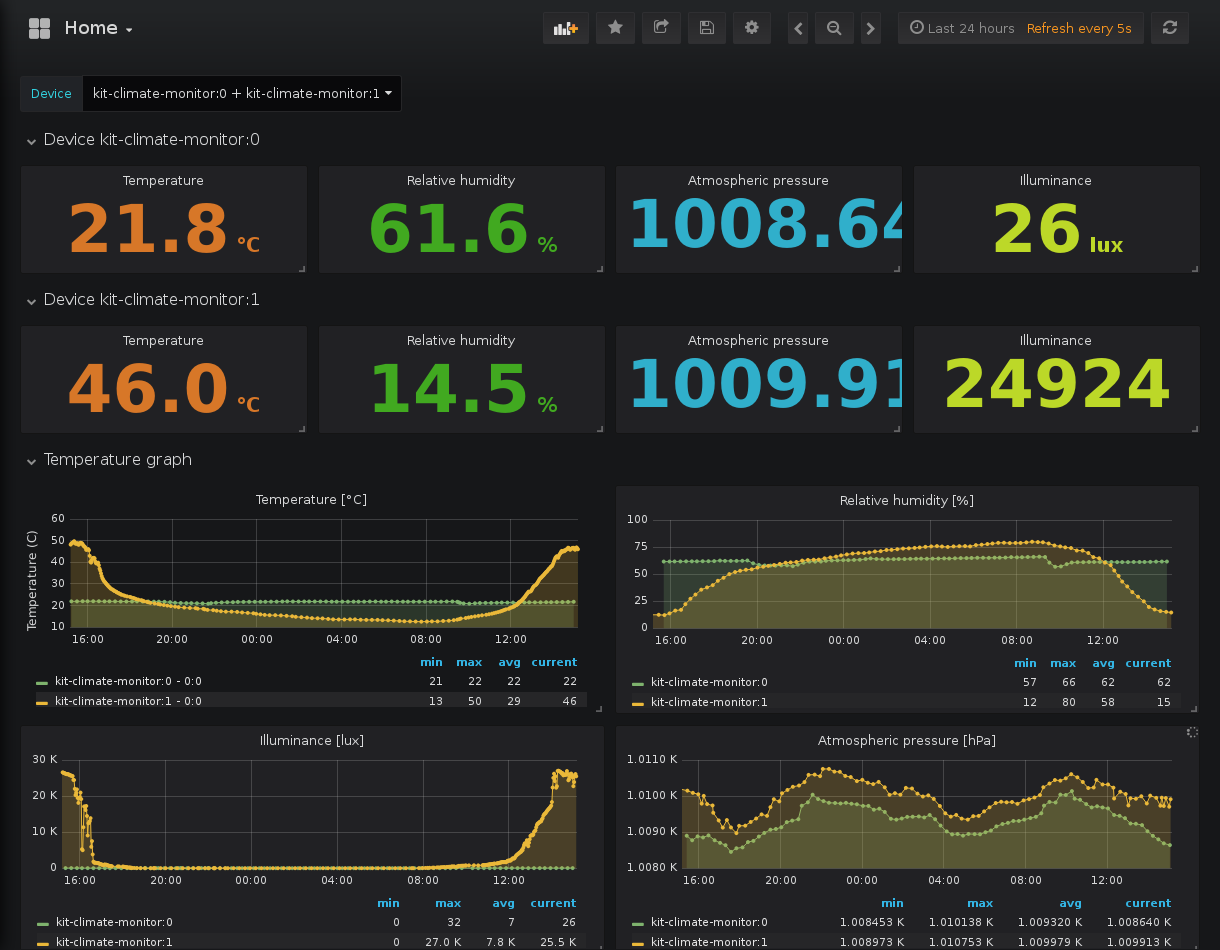 Home
Last 24 hours Refresh every 5s
Device kit-climate-monitor:0 + kit-climate-monitor:1
Device kit-climate-monitor:0
Temperature Relative humidity Atmospheric pressure Illuminance
21.8 °C 61.6 % 1008.64 26 lux
Device kit-climate-monitor:1
Temperature Relative humidity Atmospheric pressure Illuminance
46.0 °C 14.5 % 1009.91 24924
Temperature graph
Temperature [°C]
Temperature (C)
60
50
40
30
20
10
16:00 20:00 00:00 04:00 08:00 12:00
min max avg current
kit-climate-monitor:0 - 0:0 21 22 22 22
kit-climate-monitor:1 - 0:0 13 50 29 46
Relative humidity [%]
100
75
50
25
0
16:00 20:00 00:00 04:00 08:00 12:00
min max avg current
kit-climate-monitor:0 57 66 62 62
kit-climate-monitor:1 12 80 58 15
Illuminance [lux]
30 K
20 K
10 K
0
16:00 20:00 00:00 04:00 08:00 12:00
min max avg current
kit-climate-monitor:0 0 32 7 26
kit-climate-monitor:1 0 27.0 K 7.8 K 25.5 K
Atmospheric pressure [hPa]
1.0110 K
1.0100 K
1.0090 K
1.0080 K
16:00 20:00 00:00 04:00 08:00 12:00
min max avg current
kit-climate-monitor:0 1.008453 K 1.010138 K 1.009320 K 1.008640 K
kit-climate-monitor:1 1.008973 K 1.010753 K 1.009979 K 1.009913 K